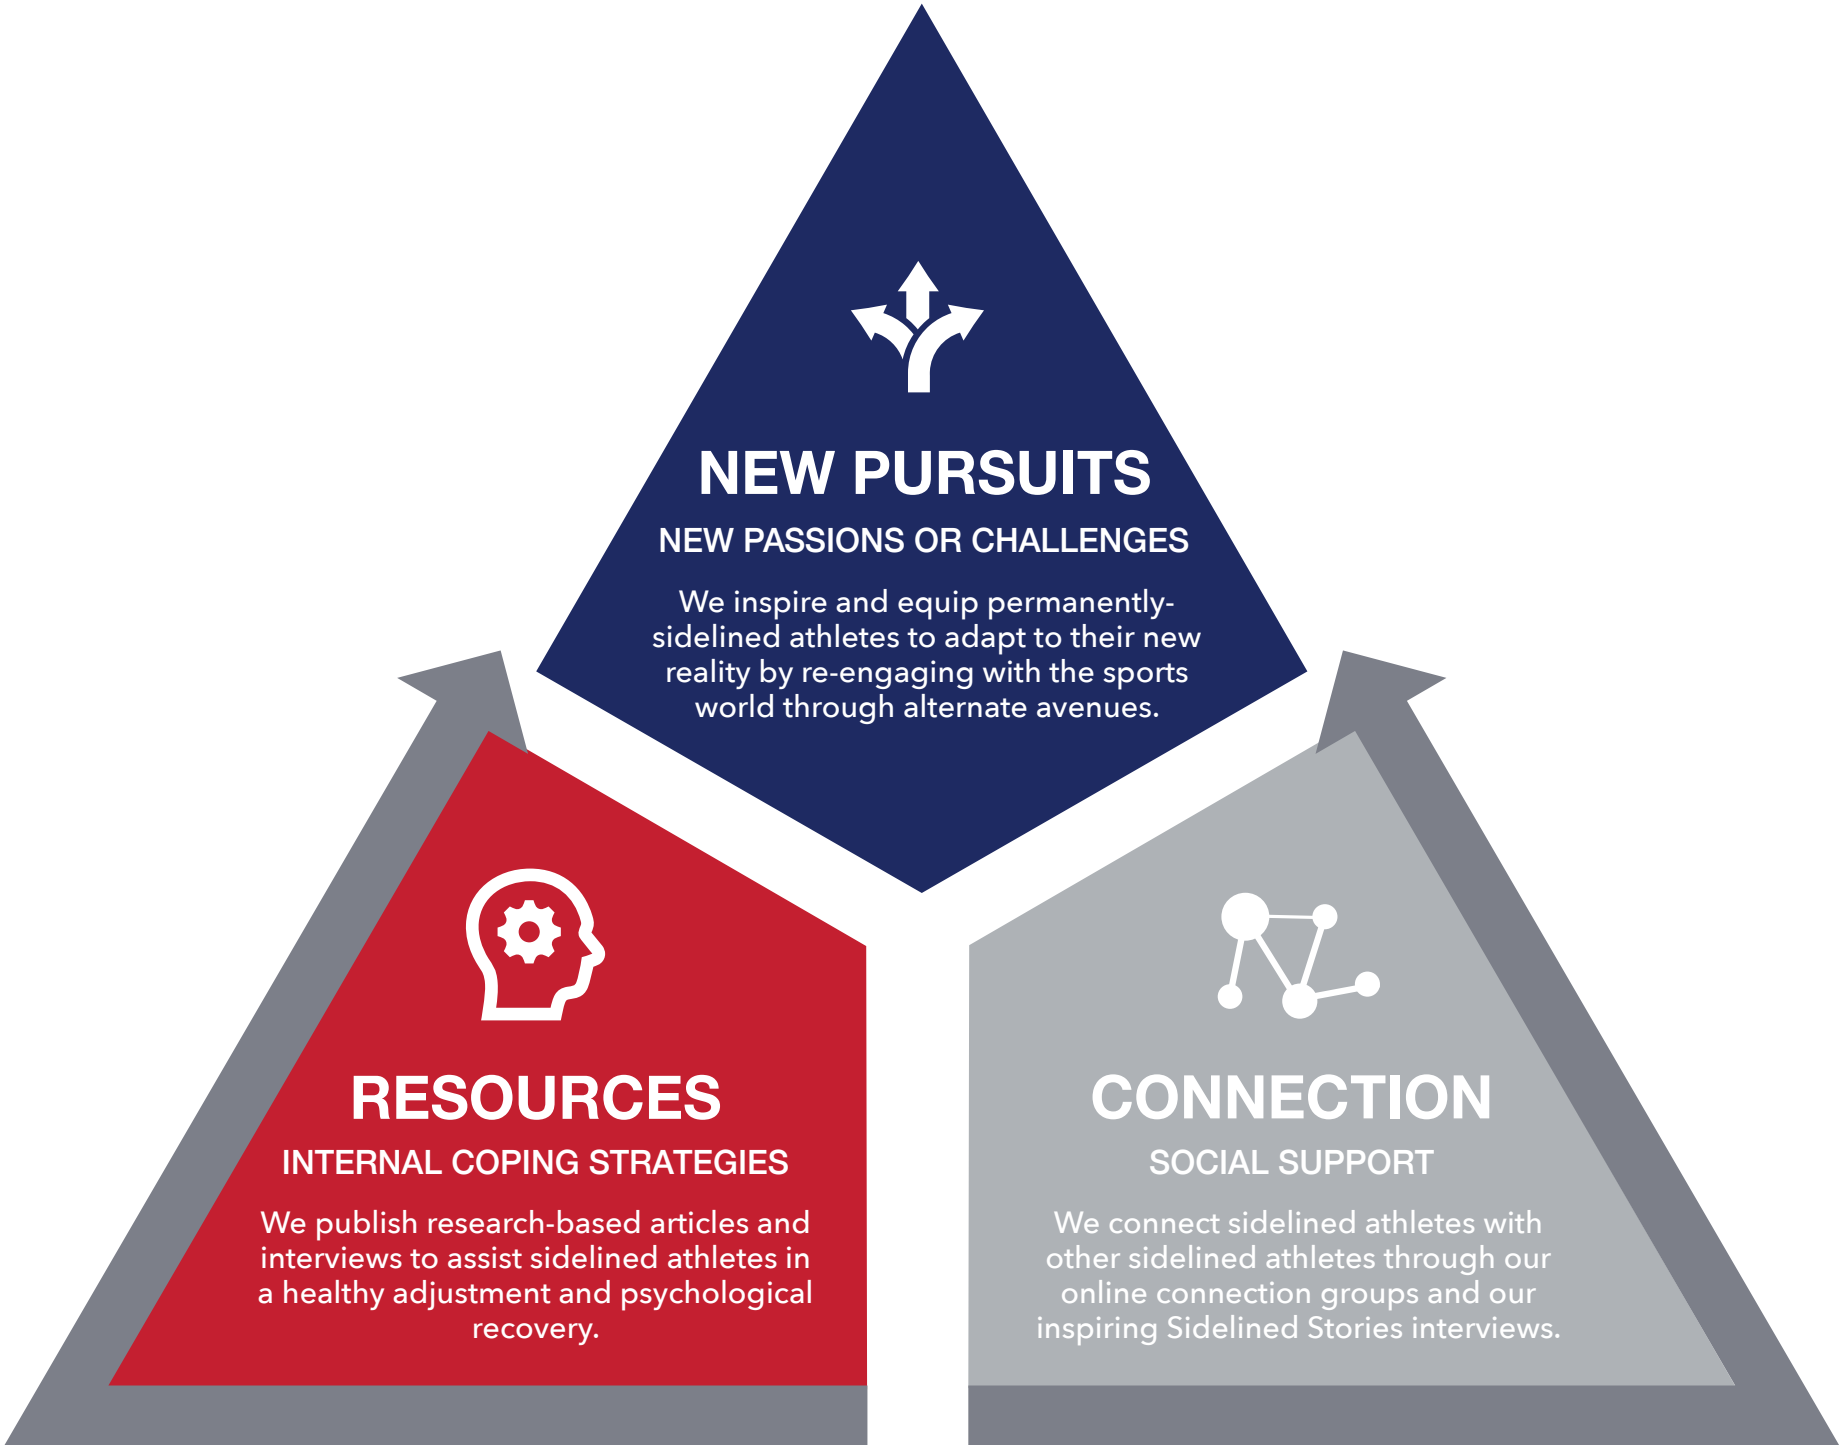 NEW PURSUITS
NEW PASSIONS OR CHALLENGES
We inspire and equip permanently-
sidelined athletes to adapt to their new
reality by re-engaging with the sports
world through alternate avenues.
RESOURCES
INTERNAL COPING STRATEGIES
We publish research-based articles and
interviews to assist sidelined athletes in
a healthy adjustment and psychological
recovery.
CONNECTION
SOCIAL SUPPORT
We connect sidelined athletes with
other sidelined athletes through our
online connection groups and our
inspiring Sidelined Stories interviews.